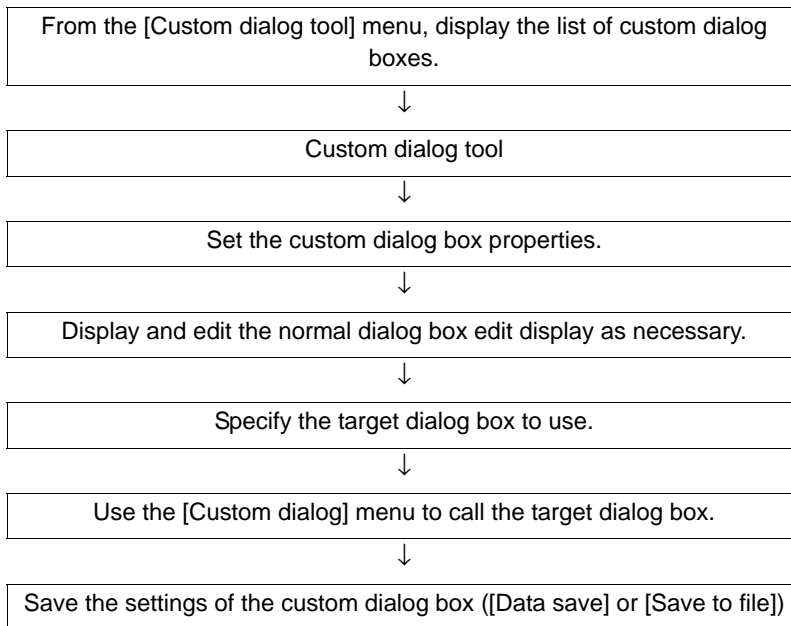 From the [Custom dialog tool] menu, display the list of custom dialog
boxes.
↓
Custom dialog tool
↓
Set the custom dialog box properties.
↓
Display and edit the normal dialog box edit display as necessary.
↓
Specify the target dialog box to use.
↓
Use the [Custom dialog] menu to call the target dialog box.
↓
Save the settings of the custom dialog box ([Data save] or [Save to file])